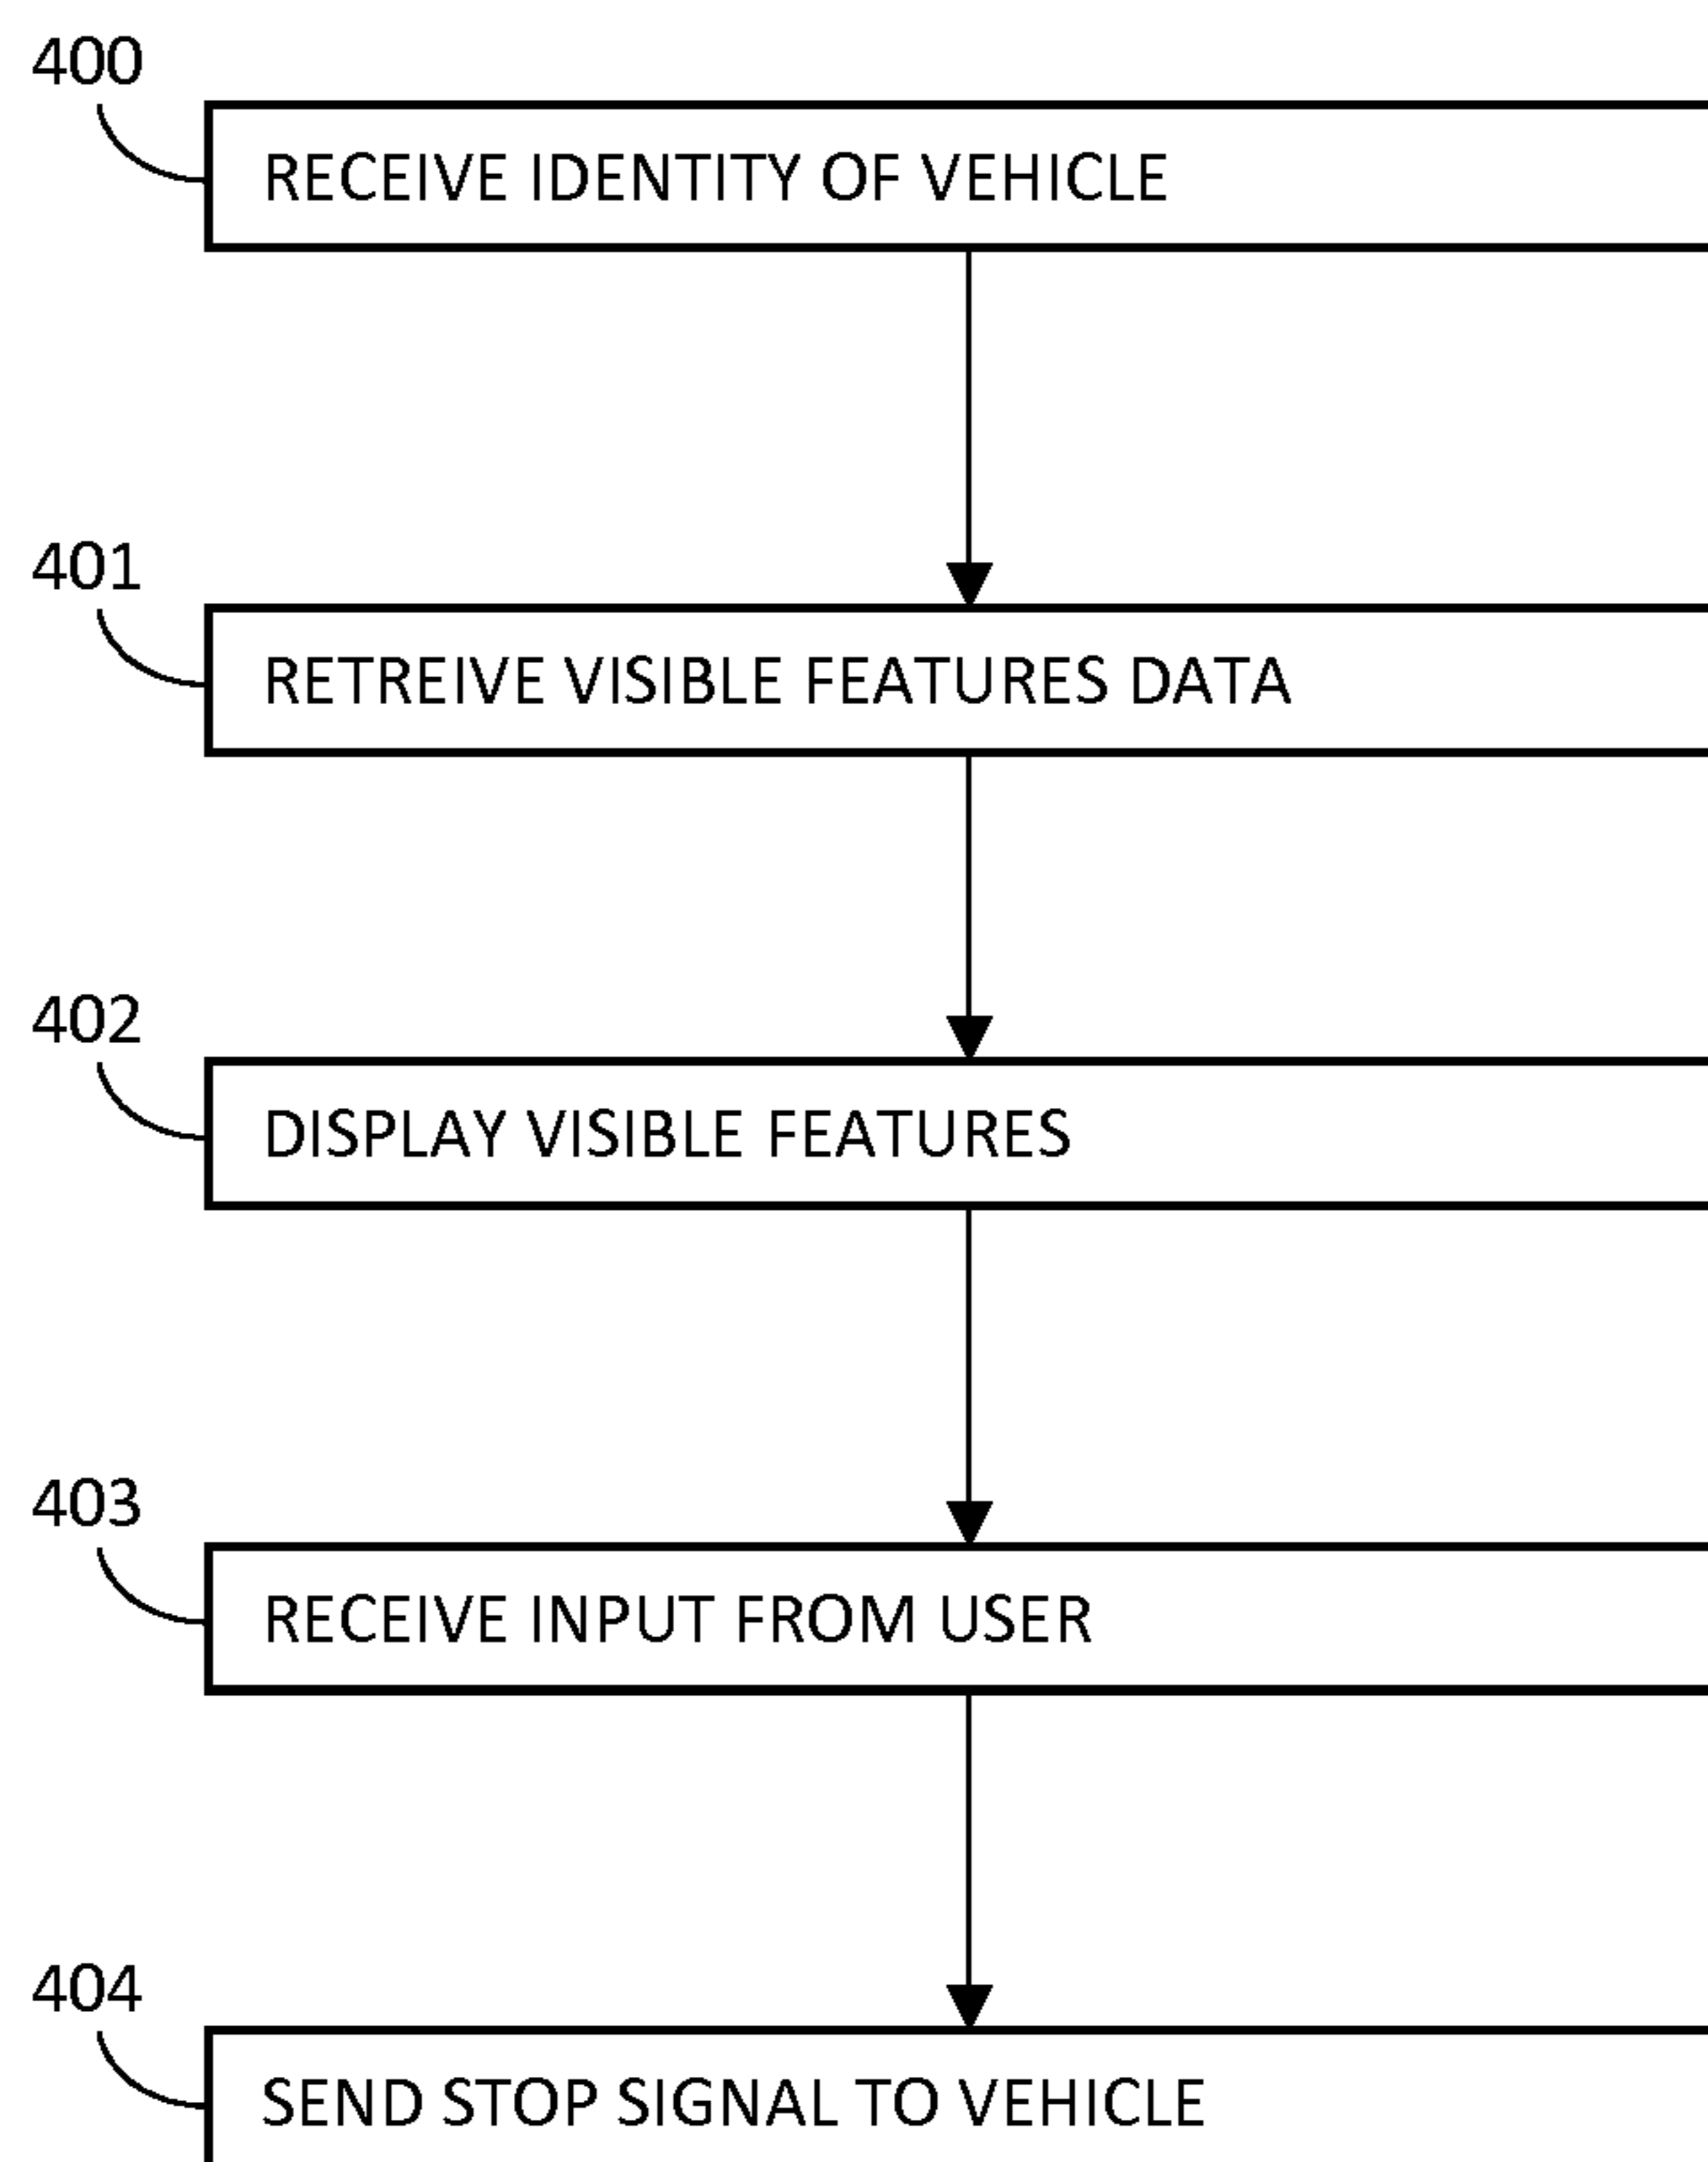 400
RECEIVE IDENTITY OF VEHICLE
401
RETREIVE VISIBLE FEATURES DATA
402
DISPLAY VISIBLE FEATURES
403
RECEIVE INPUT FROM USER
404
SEND STOP SIGNAL TO VEHICLE